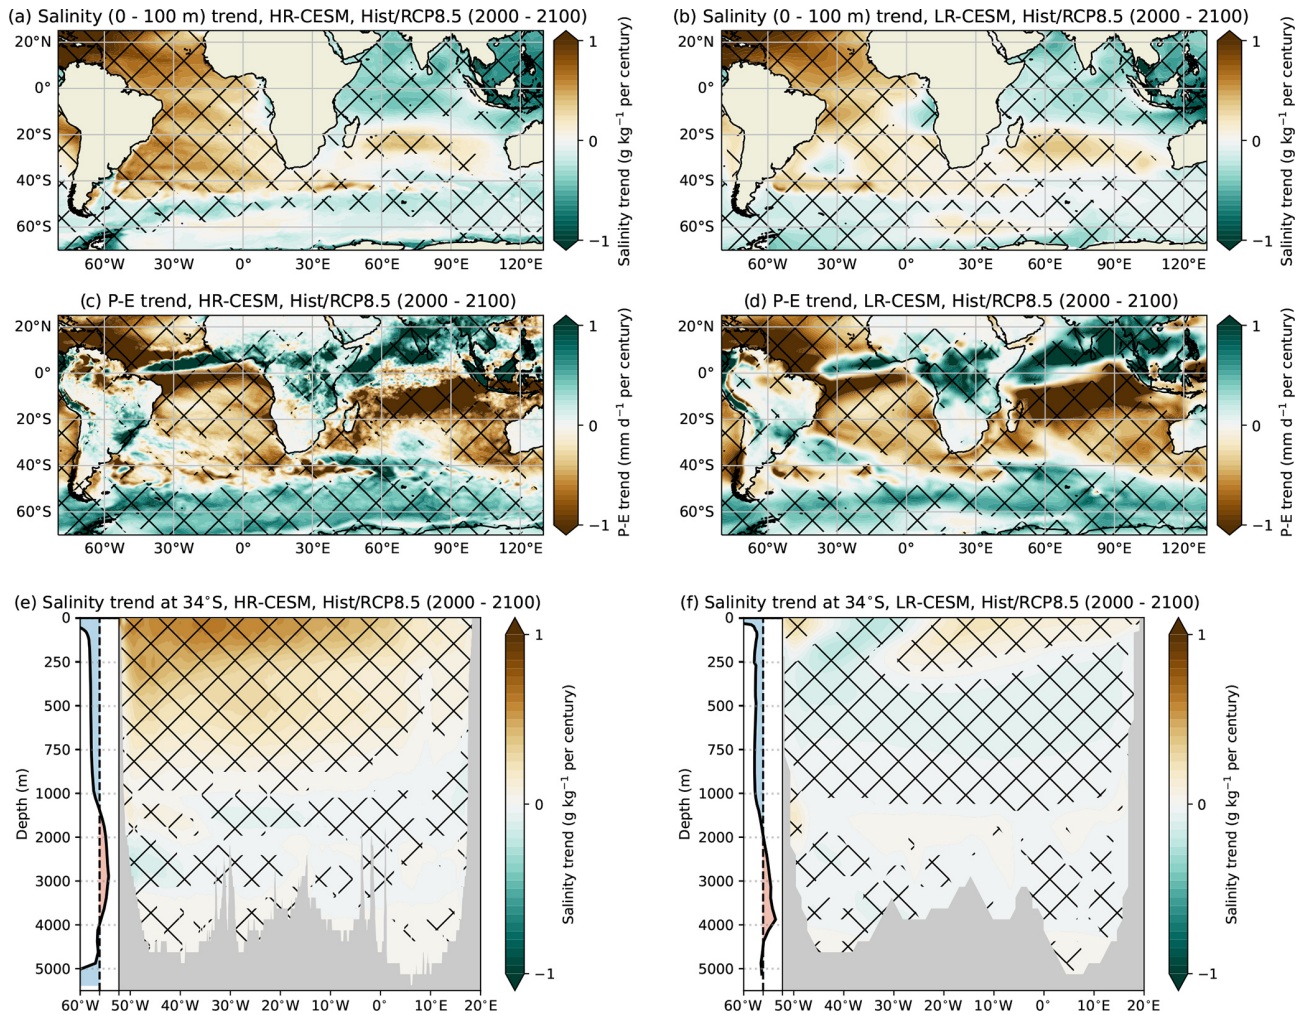 (a) Salinity (0 - 100 m) trend, HR-CESM, Hist/RCP8.5 (2000 - 2100)
20°N
0°
20°S
40°S
60°S
60°W 30°W 0° 30°E 60°E 90°E 120°E
1
0
−1
Salinity trend (g kg⁻¹ per century)
(b) Salinity (0 - 100 m) trend, LR-CESM, Hist/RCP8.5 (2000 - 2100)
20°N
0°
20°S
40°S
60°S
60°W 30°W 0° 30°E 60°E 90°E 120°E
1
0
−1
Salinity trend (g kg⁻¹ per century)
(c) P-E trend, HR-CESM, Hist/RCP8.5 (2000 - 2100)
20°N
0°
20°S
40°S
60°S
60°W 30°W 0° 30°E 60°E 90°E 120°E
1
0
−1
P-E trend (mm d⁻¹ per century)
(d) P-E trend, LR-CESM, Hist/RCP8.5 (2000 - 2100)
20°N
0°
20°S
40°S
60°S
60°W 30°W 0° 30°E 60°E 90°E 120°E
1
0
−1
P-E trend (mm d⁻¹ per century)
(e) Salinity trend at 34°S, HR-CESM, Hist/RCP8.5 (2000 - 2100)
Depth (m)
0
250
500
750
1000
2000
3000
4000
5000
60°W 50°W 40°W 30°W 20°W 10°W 0° 10°E 20°E
1
0
−1
Salinity trend (g kg⁻¹ per century)
(f) Salinity trend at 34°S, LR-CESM, Hist/RCP8.5 (2000 - 2100)
Depth (m)
0
250
500
750
1000
2000
3000
4000
5000
60°W 50°W 40°W 30°W 20°W 10°W 0° 10°E 20°E
1
0
−1
Salinity trend (g kg⁻¹ per century)